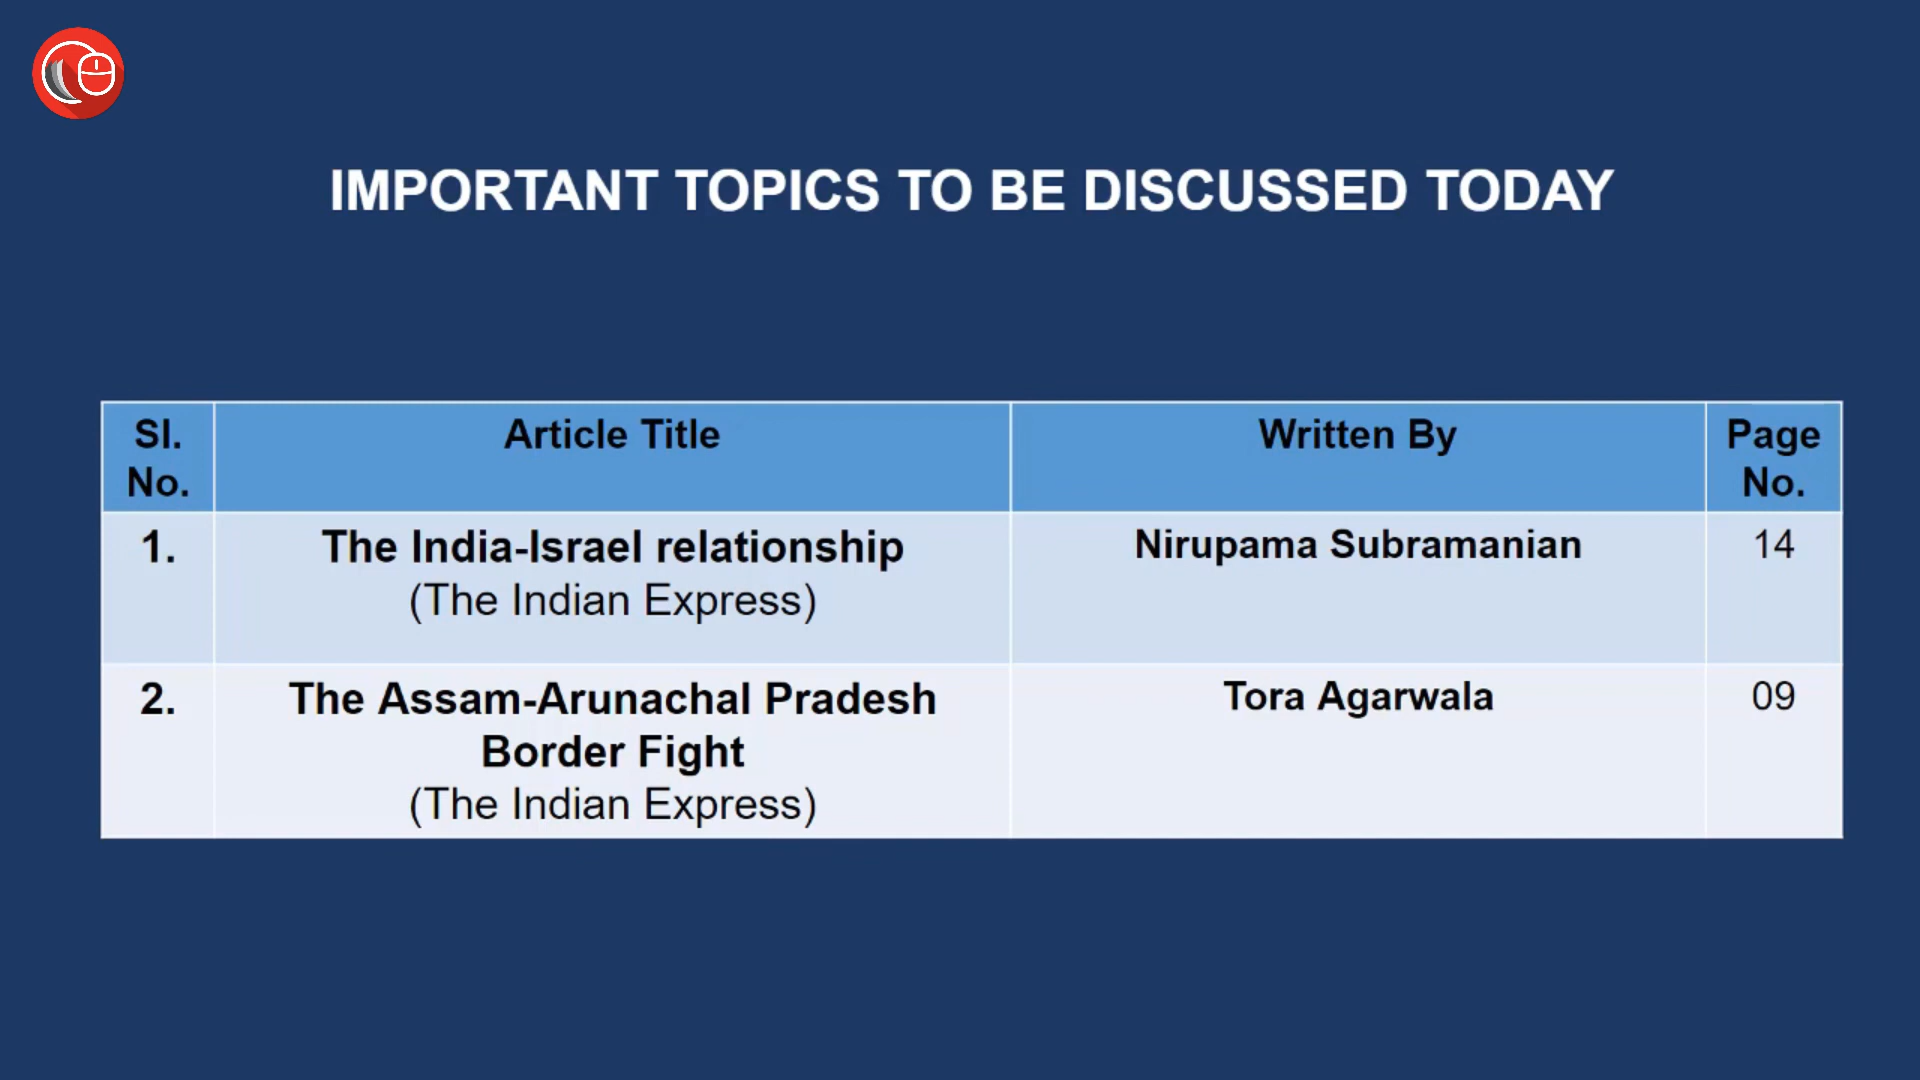 IMPORTANT TOPICS TO BE DISCUSSED TODAY
Sl. No.
Article Title
Written By
Page No.
1.
The India-Israel relationship
(The Indian Express)
Nirupama Subramanian
14
2.
The Assam-Arunachal Pradesh
Border Fight
(The Indian Express)
Tora Agarwala
09